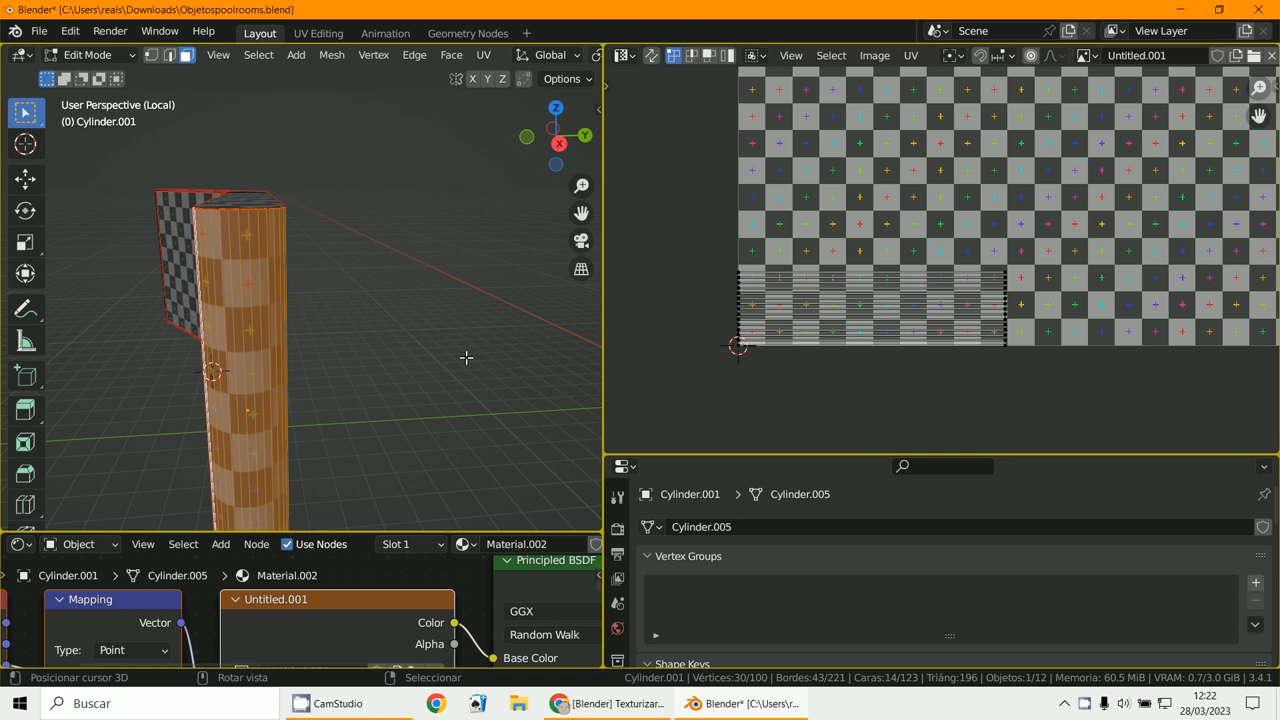 Blender* [C:\Users\reals\Downloads\Objetospoolrooms.blend]
File Edit Render Window Help Layout UV Editing Animation Geometry Nodes + Scene View Layer
Edit Mode View Select Add Mesh Vertex Edge Face UV Global
View Select Image UV Untitled.001
X Y Z Options
User Perspective (Local)
(0) Cylinder.001
Z
Y
X
Cylinder.001 > Cylinder.005
Cylinder.005
Vertex Groups
Shape Keys
Object View Select Add Node Use Nodes Slot 1 Material.002
Principled BSDF
Cylinder.001 > Cylinder.005 > Material.002
Mapping
Vector
Type: Point
Untitled.001
Color
Alpha
GGX
Random Walk
Base Color
Posicionar cursor 3D Rotar vista Seleccionar
Cylinder.001 | Vértices:30/100 | Bordes:43/221 | Caras:14/123 | Triáng:196 | Objetos:1/12 | Memoria: 60.5 MiB | VRAM: 0.7/3.0 GiB | 3.4.1
Buscar CamStudio [Blender] Texturizar... Blender* [C:\Users\r...
12:22
28/03/2023